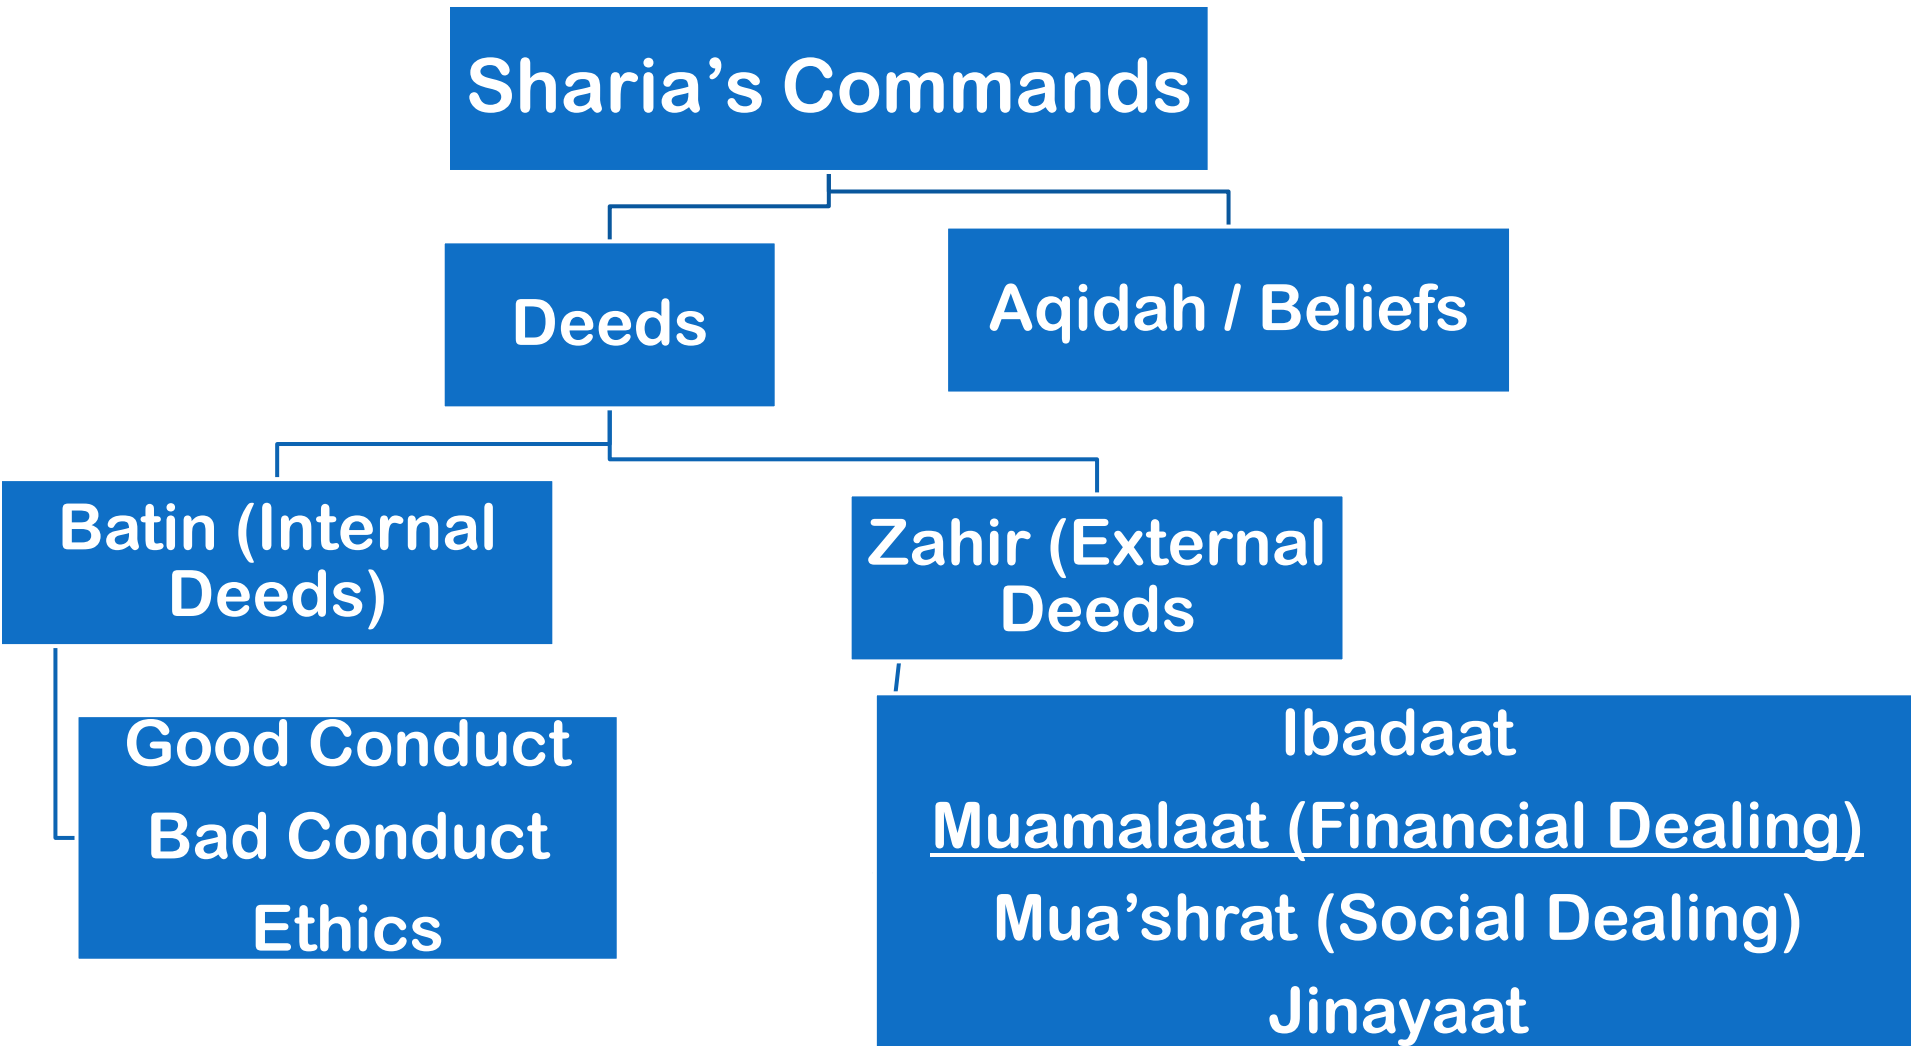 Sharia’s Commands
Deeds
Aqidah / Beliefs
Batin (Internal
Deeds)
Zahir (External
Deeds
Good Conduct
Bad Conduct
Ethics
Ibadaat
Muamalaat (Financial Dealing)
Mua’shrat (Social Dealing)
Jinayaat